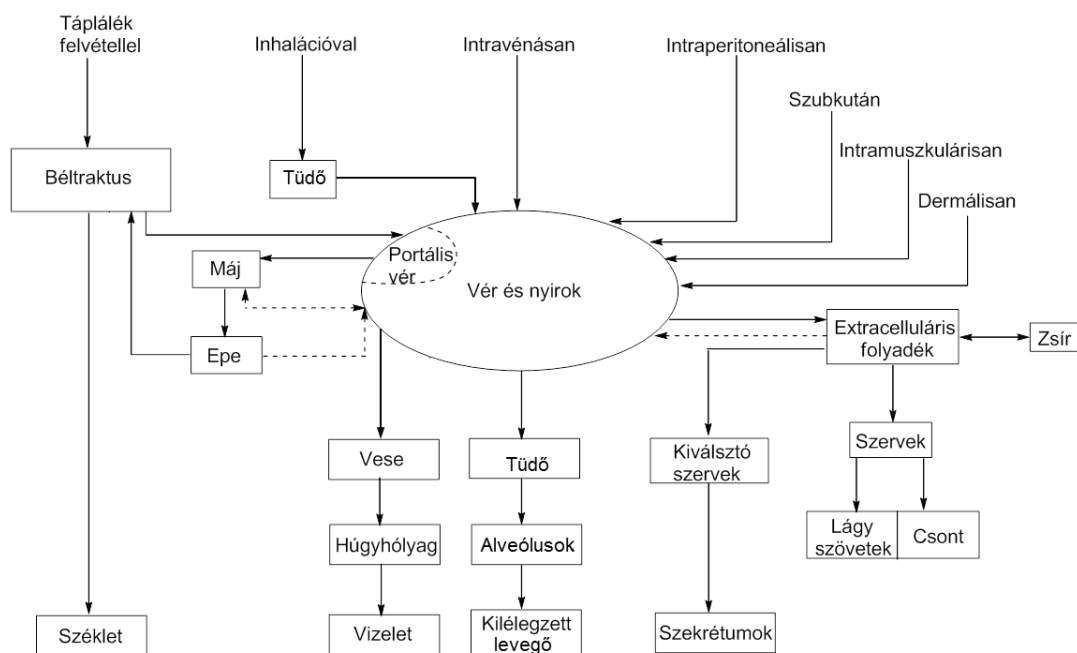 Táplálék
felvétellel
Inhalációval
Intravénásan
Intraperitoneálisan
Szubkután
Intramuszkulárisan
Dermálisan
Béltraktus
Tüdő
Portális
vér
Máj
Vér és nyirok
Epe
Extracelluláris
folyadék
Zsír
Vese
Tüdő
Kiválsztó
szervek
Szervek
Húgyhólyag
Alveólusok
Lágy
szövetek
Csont
Széklet
Vizelet
Kilélegzett
levegő
Szekrétumok